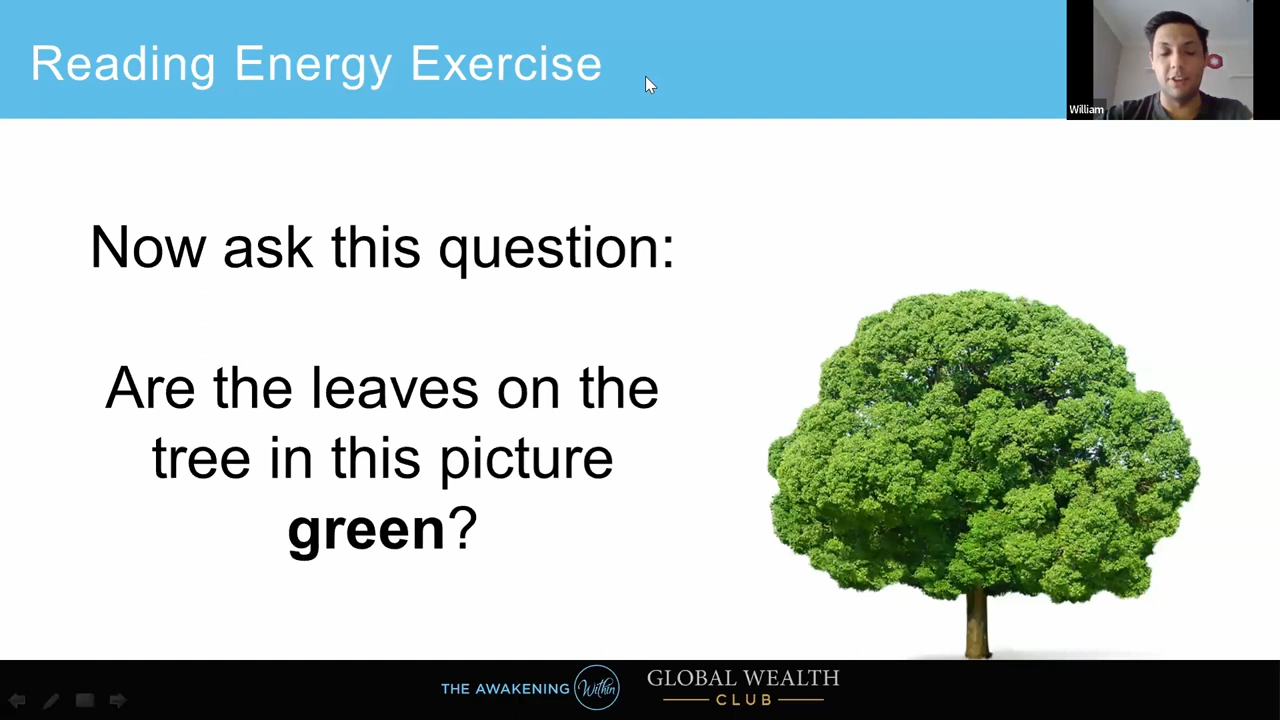 Reading Energy Exercise
William
Now ask this question:
Are the leaves on the
tree in this picture
green?
THE AWAKENING Within
GLOBAL WEALTH
CLUB